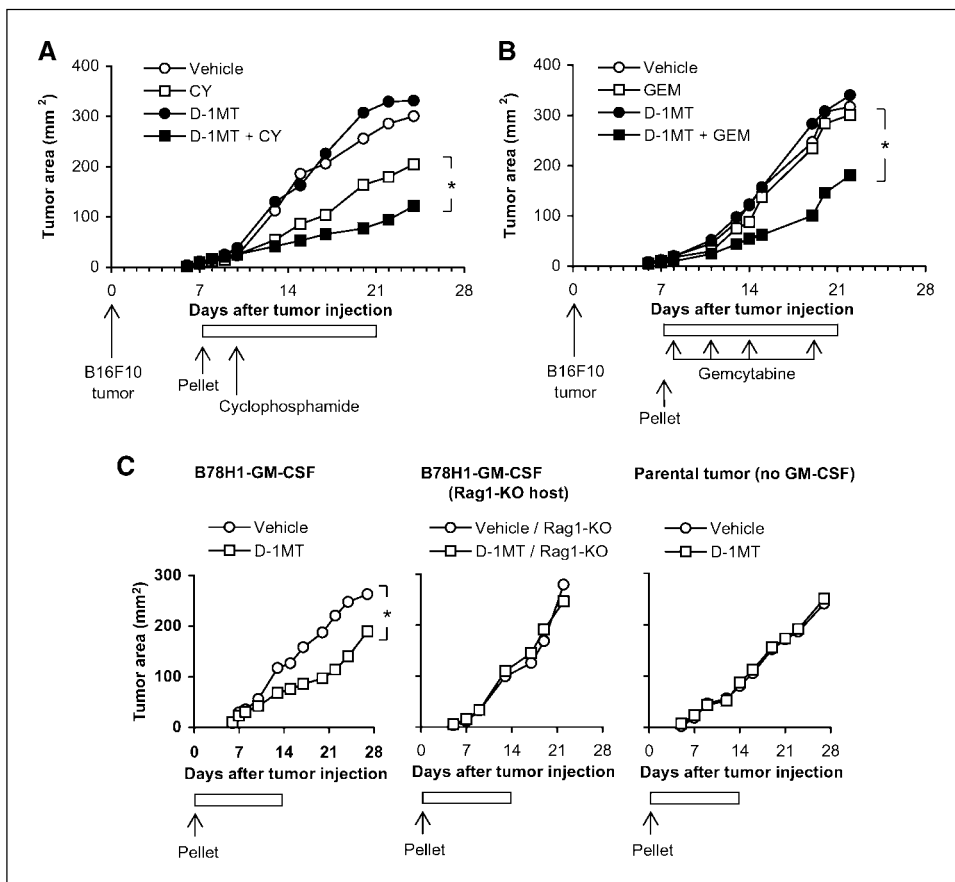 A
Vehicle
CY
D-1MT
D-1MT + CY
Tumor area (mm²)
400
300
200
100
0
*
0 7 14 21 28
Days after tumor injection
B16F10
tumor
Pellet
Cyclophosphamide
B
Vehicle
GEM
D-1MT
D-1MT + GEM
Tumor area (mm²)
400
300
200
100
0
*
0 7 14 21 28
Days after tumor injection
B16F10
tumor
Gemcytabine
Pellet
C
B78H1-GM-CSF
Vehicle
D-1MT
Tumor area (mm²)
300
200
100
0
*
0 7 14 21 28
Days after tumor injection
Pellet
B78H1-GM-CSF
(Rag1-KO host)
Vehicle / Rag1-KO
D-1MT / Rag1-KO
0 7 14 21 28
Days after tumor injection
Pellet
Parental tumor (no GM-CSF)
Vehicle
D-1MT
0 7 14 21 28
Days after tumor injection
Pellet